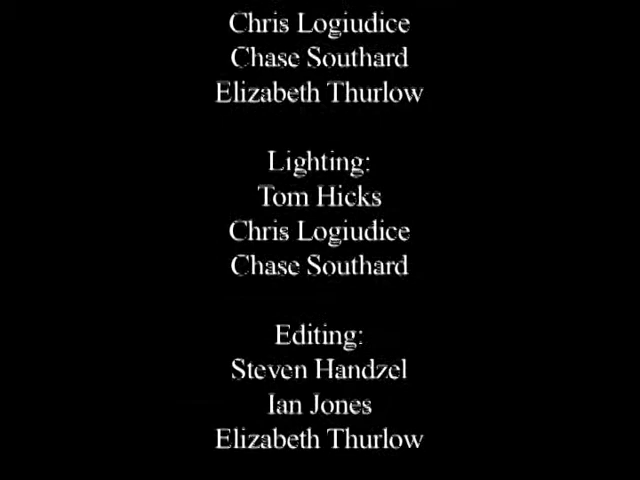 Chris Logiudice
Chase Southard
Elizabeth Thurlow
Lighting:
Tom Hicks
Chris Logiudice
Chase Southard
Editing:
Steven Handzel
Ian Jones
Elizabeth Thurlow